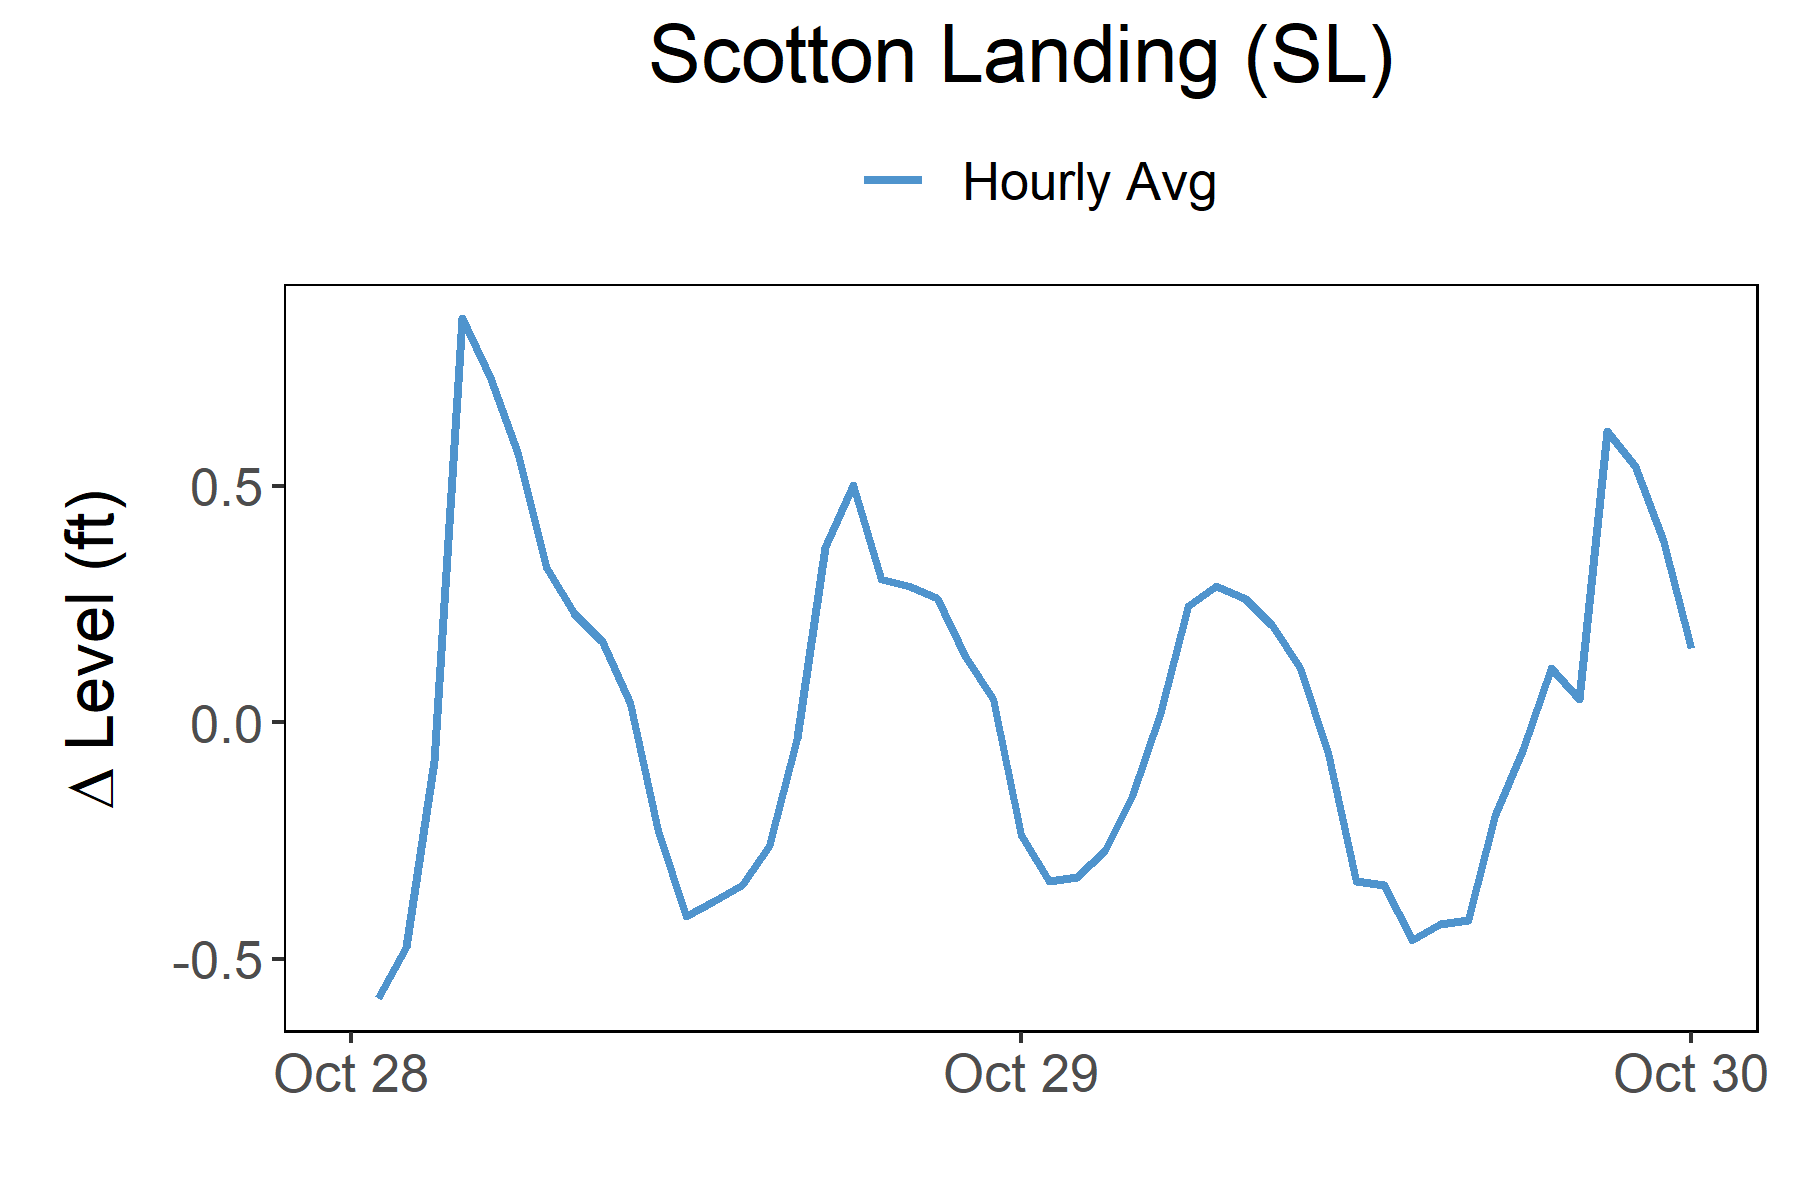 Scotton Landing (SL)
Hourly Avg
Δ Level (ft)
0.5
0.0
-0.5
Oct 28
Oct 29
Oct 30